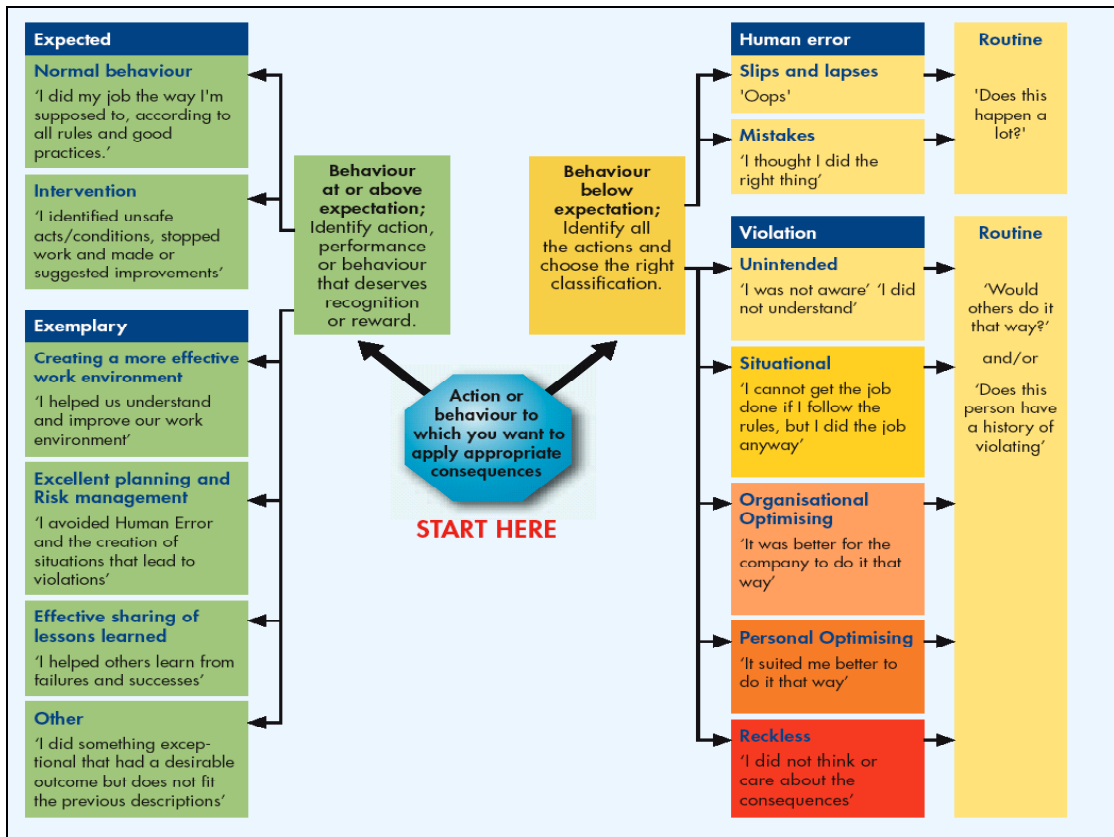 Expected
Normal behaviour
‘I did my job the way I'm
supposed to, according to
all rules and good
practices.’
Intervention
‘I identified unsafe
acts/conditions, stopped
work and made or
suggested improvements’
Exemplary
Creating a more effective
work environment
‘I helped us understand
and improve our work
environment’
Excellent planning and
Risk management
‘I avoided Human Error
and the creation of
situations that lead to
violations’
Effective sharing of
lessons learned
‘I helped others learn from
failures and successes’
Other
‘I did something excep-
tional that had a desirable
outcome but does not fit
the previous descriptions’
Behaviour
at or above
expectation;
Identify action,
performance
or behaviour
that deserves
recognition
or reward.
Action or
behaviour to
which you want to
apply appropriate
consequences
START HERE
Behaviour
below
expectation;
Identify all
the actions and
choose the right
classification.
Human error
Slips and lapses
'Oops'
Mistakes
‘I thought I did the
right thing’
Routine
'Does this
happen a
lot?'
Violation
Unintended
‘I was not aware’ ‘I did
not understand’
Situational
‘I cannot get the job
done if I follow the
rules, but I did the job
anyway’
Organisational
Optimising
‘It was better for the
company to do it that
way’
Personal Optimising
‘It suited me better to
do it that way’
Reckless
‘I did not think or
care about the
consequences’
Routine
‘Would
others do it
that way?’
and/or
‘Does this
person have
a history of
violating’